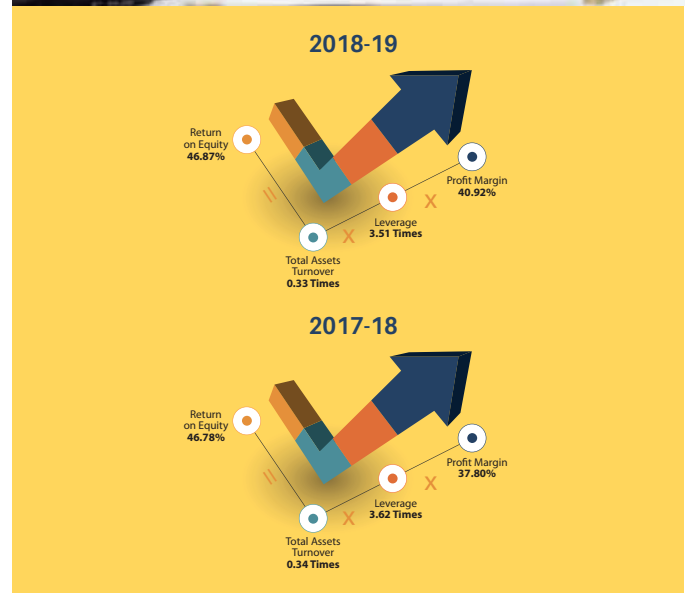 2018-19
Return
on Equity
46.87%
=
Total Assets
Turnover
0.33 Times
X
Leverage
3.51 Times
X
Profit Margin
40.92%
2017-18
Return
on Equity
46.78%
=
Total Assets
Turnover
0.34 Times
X
Leverage
3.62 Times
X
Profit Margin
37.80%